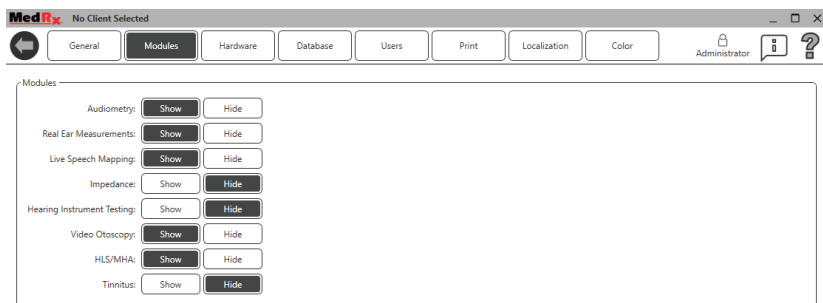 MedRx No Client Selected
General Modules Hardware Database Users Print Localization Color Administrator i ?
Modules
Audiometry: Show Hide
Real Ear Measurements: Show Hide
Live Speech Mapping: Show Hide
Impedance: Show Hide
Hearing Instrument Testing: Show Hide
Video Otoscopy: Show Hide
HLS/MHA: Show Hide
Tinnitus: Show Hide